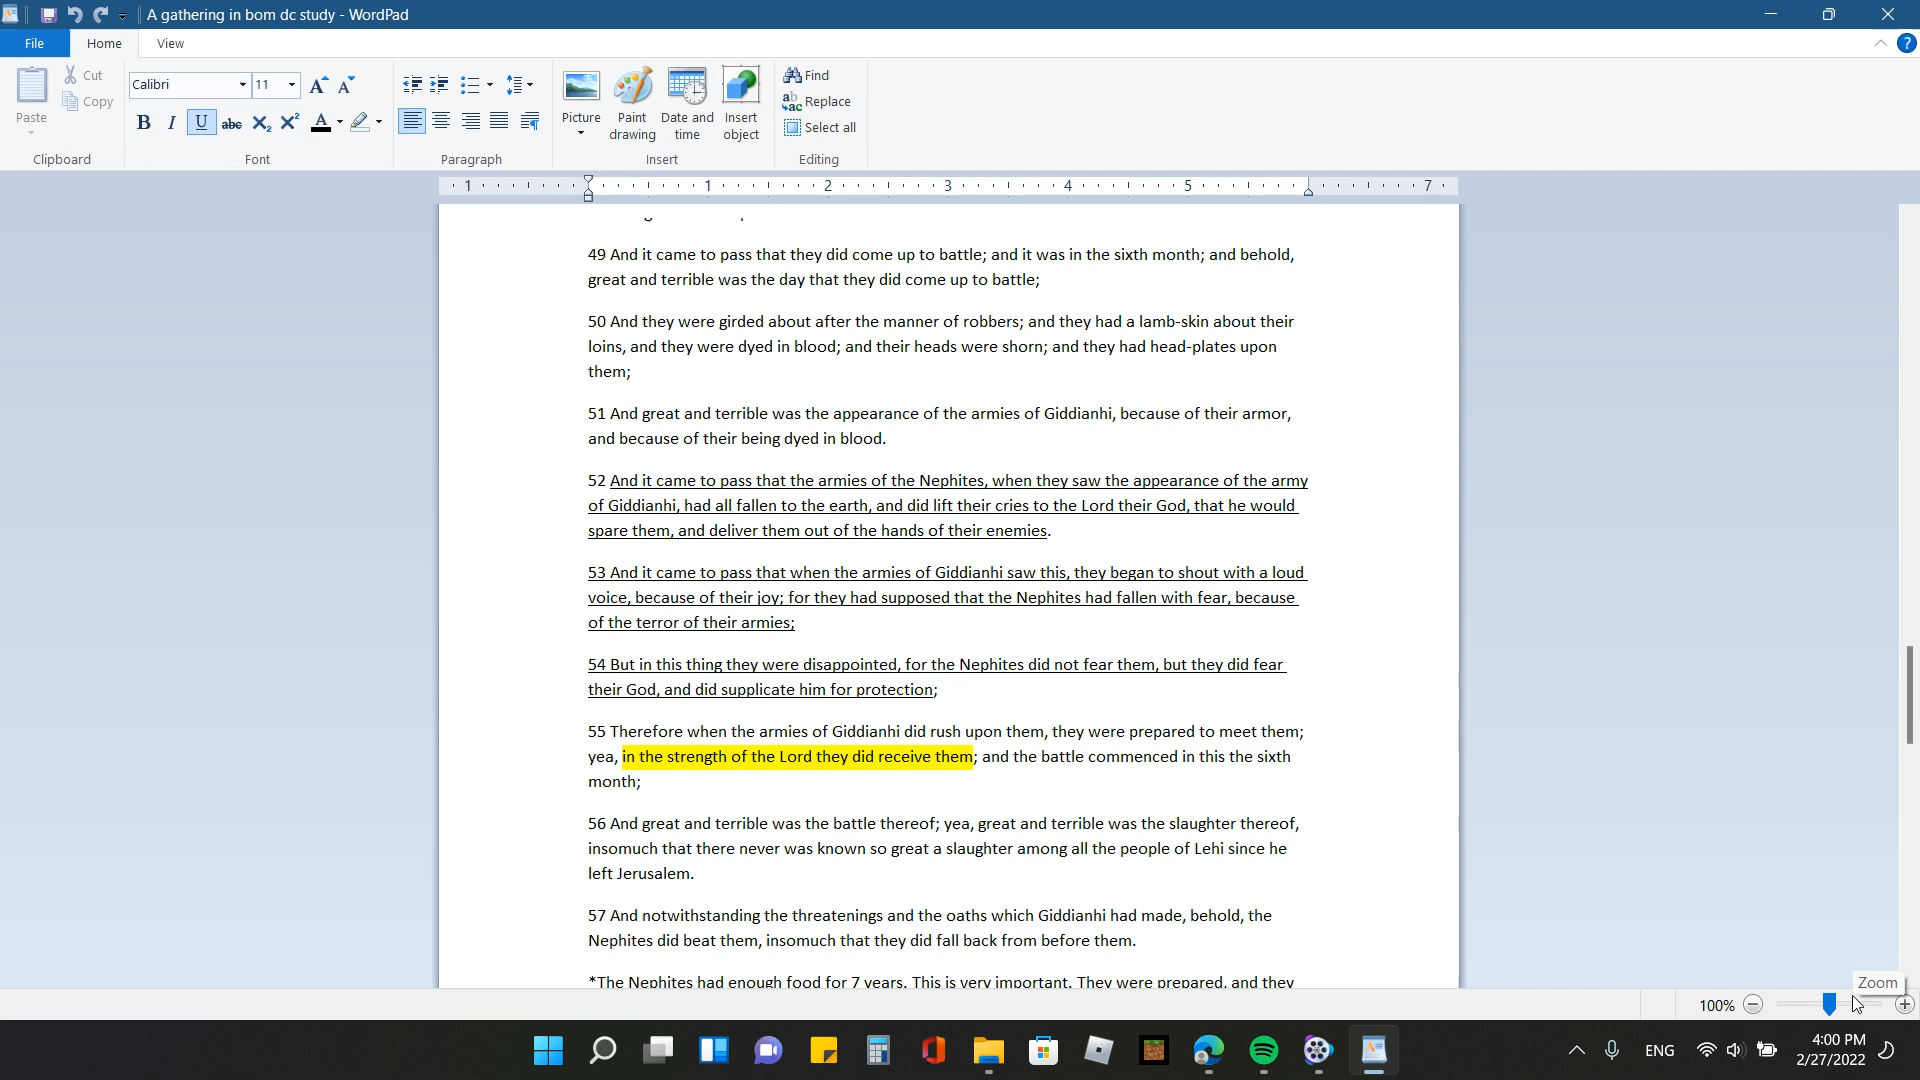 A gathering in bom dc study - WordPad
File
Home
View
Paste
Cut
Copy
Clipboard
Calibri
11
B I U abc X₂ X² A
Font
Paragraph
Picture
Paint drawing
Date and time
Insert object
Insert
Find
Replace
Select all
Editing
1 1 2 3 4 5 7
49 And it came to pass that they did come up to battle; and it was in the sixth month; and behold,
great and terrible was the day that they did come up to battle;
50 And they were girded about after the manner of robbers; and they had a lamb-skin about their
loins, and they were dyed in blood; and their heads were shorn; and they had head-plates upon
them;
51 And great and terrible was the appearance of the armies of Giddianhi, because of their armor,
and because of their being dyed in blood.
52 And it came to pass that the armies of the Nephites, when they saw the appearance of the army
of Giddianhi, had all fallen to the earth, and did lift their cries to the Lord their God, that he would
spare them, and deliver them out of the hands of their enemies.
53 And it came to pass that when the armies of Giddianhi saw this, they began to shout with a loud
voice, because of their joy; for they had supposed that the Nephites had fallen with fear, because
of the terror of their armies;
54 But in this thing they were disappointed, for the Nephites did not fear them, but they did fear
their God, and did supplicate him for protection;
55 Therefore when the armies of Giddianhi did rush upon them, they were prepared to meet them;
yea, in the strength of the Lord they did receive them; and the battle commenced in this the sixth
month;
56 And great and terrible was the battle thereof; yea, great and terrible was the slaughter thereof,
insomuch that there never was known so great a slaughter among all the people of Lehi since he
left Jerusalem.
57 And notwithstanding the threatenings and the oaths which Giddianhi had made, behold, the
Nephites did beat them, insomuch that they did fall back from before them.
*The Nephites had enough food for 7 years. This is very important. They were prepared, and they
Zoom
100%
ENG
4:00 PM
2/27/2022